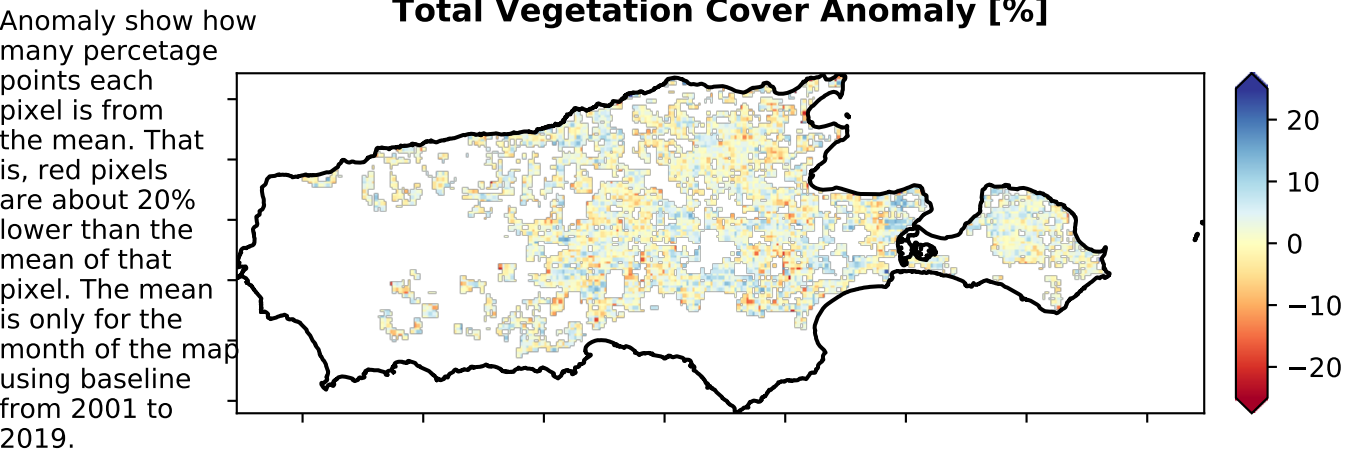 Total Vegetation Cover Anomaly [%]
Anomaly show how
many percetage
points each
pixel is from
the mean. That
is, red pixels
are about 20%
lower than the
mean of that
pixel. The mean
is only for the
month of the map
using baseline
from 2001 to
2019.
20
10
0
−10
−20